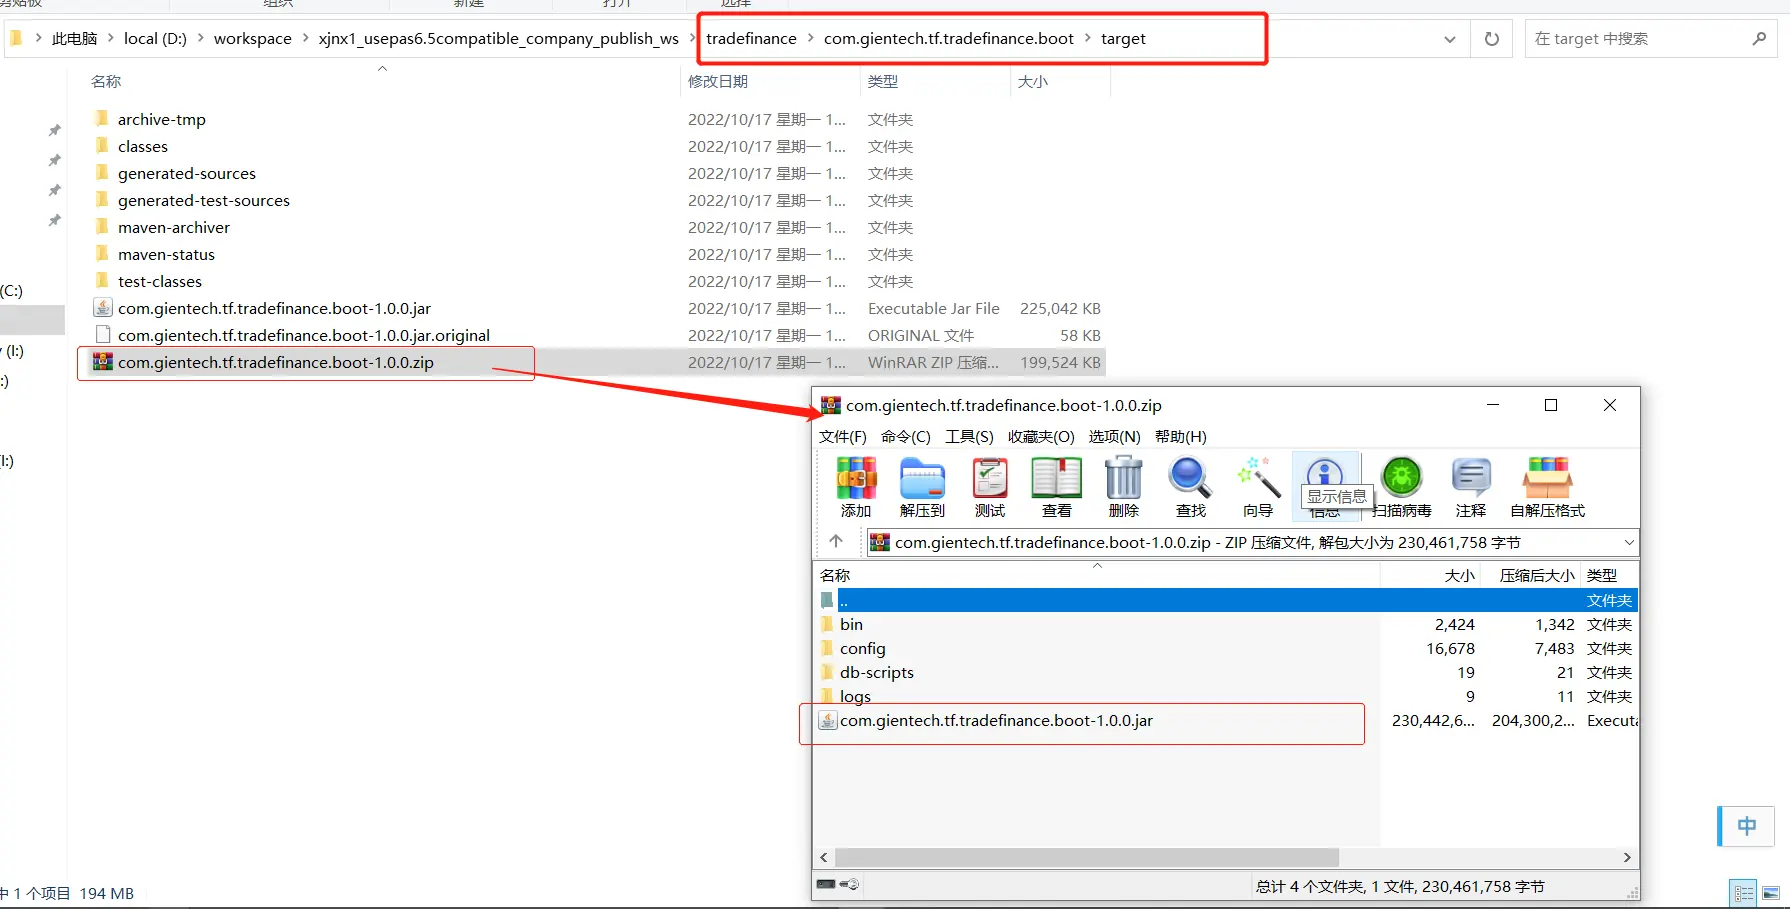 组织
新建
打开
选择
此电脑 > local (D:) > workspace > xjnx1_usepas6.5compatible_company_publish_ws > tradefinance > com.gientech.tf.tradefinance.boot > target
在 target 中搜索
名称 修改日期 类型 大小
archive-tmp 2022/10/17 星期一 1... 文件夹
classes 2022/10/17 星期一 1... 文件夹
generated-sources 2022/10/17 星期一 1... 文件夹
generated-test-sources 2022/10/17 星期一 1... 文件夹
maven-archiver 2022/10/17 星期一 1... 文件夹
maven-status 2022/10/17 星期一 1... 文件夹
test-classes 2022/10/17 星期一 1... 文件夹
com.gientech.tf.tradefinance.boot-1.0.0.jar 2022/10/17 星期一 1... Executable Jar File 225,042 KB
com.gientech.tf.tradefinance.boot-1.0.0.jar.original 2022/10/17 星期一 1... ORIGINAL 文件 58 KB
com.gientech.tf.tradefinance.boot-1.0.0.zip 2022/10/17 星期一 1... WinRAR ZIP 压缩... 199,524 KB
(C:)
(I:)
:)
I:)
com.gientech.tf.tradefinance.boot-1.0.0.zip
文件(F) 命令(C) 工具(S) 收藏夹(O) 选项(N) 帮助(H)
添加 解压到 测试 查看 删除 查找 向导 信息 扫描病毒 注释 自解压格式
显示信息
com.gientech.tf.tradefinance.boot-1.0.0.zip - ZIP 压缩文件, 解包大小为 230,461,758 字节
名称 大小 压缩后大小 类型
.. 文件夹
bin 2,424 1,342 文件夹
config 16,678 7,483 文件夹
db-scripts 19 21 文件夹
logs 9 11 文件夹
com.gientech.tf.tradefinance.boot-1.0.0.jar 230,442,6... 204,300,2... Execut
总计 4 个文件夹, 1 文件, 230,461,758 字节
中
中 1 个项目 194 MB